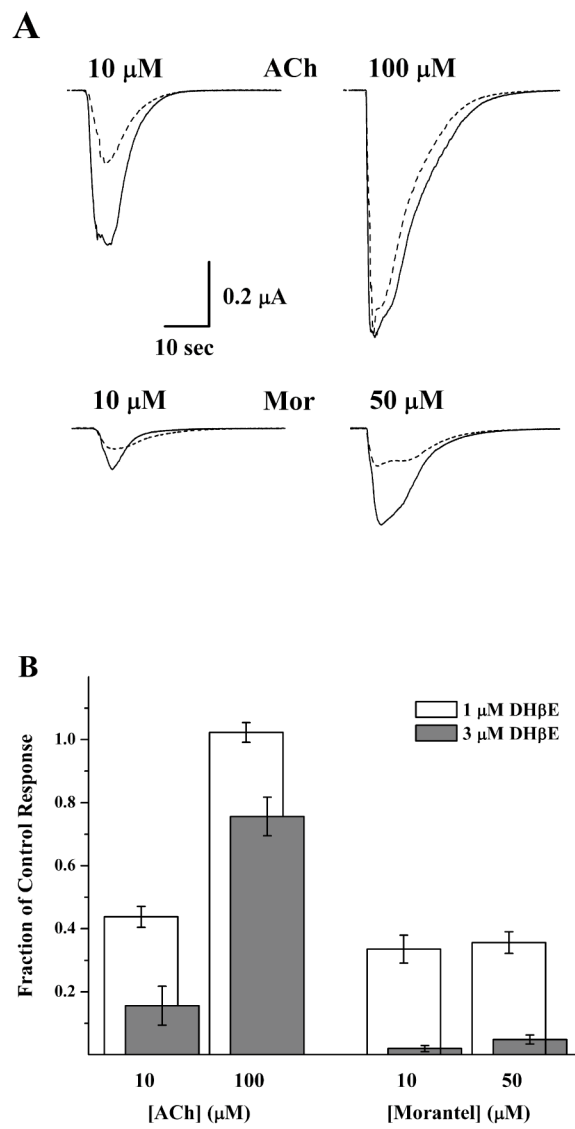 A
10 μM ACh 100 μM
0.2 μA
10 sec
10 μM Mor 50 μM
B
1 μM DHβE
3 μM DHβE
Fraction of Control Response
1.0
0.8
0.6
0.4
0.2
10 100 10 50
[ACh] (μM) [Morantel] (μM)